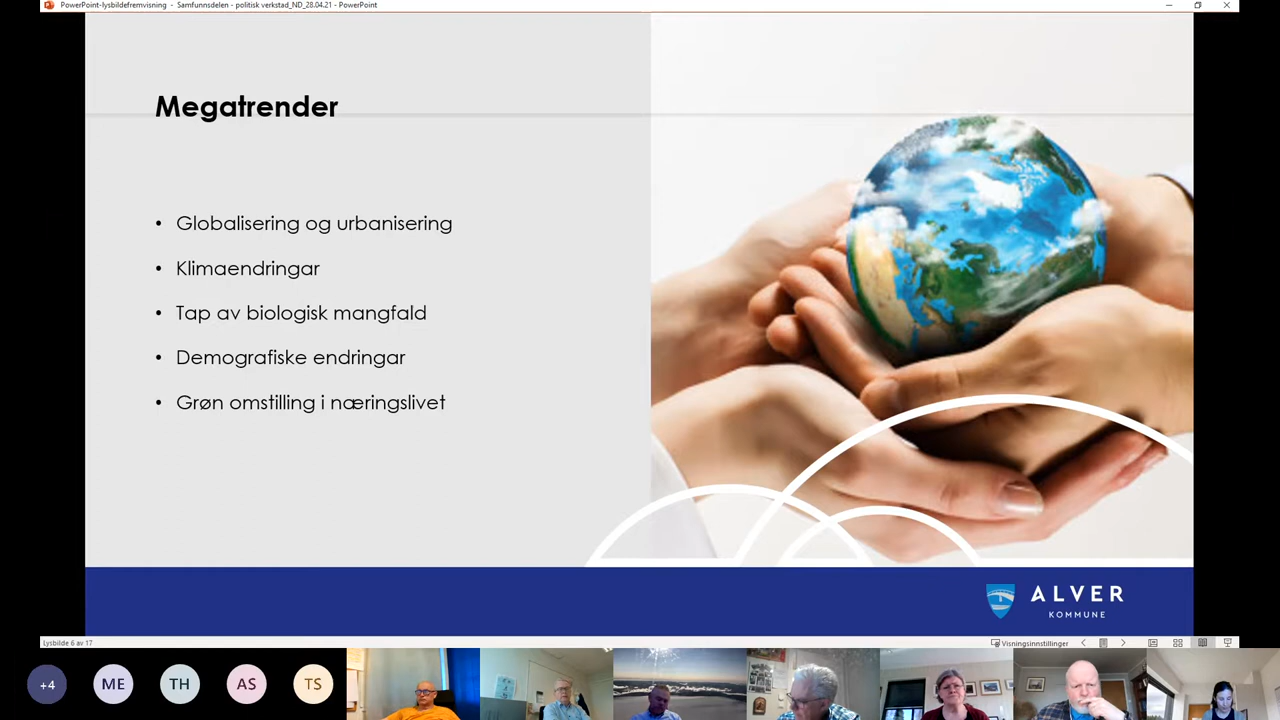 PowerPoint-lysbildefremvisning - Samfunnsdelen - politisk verkstad_ND_28.04.21 - PowerPoint
Megatrender
• Globalisering og urbanisering
• Klimaendringar
• Tap av biologisk mangfald
• Demografiske endringar
• Grøn omstilling i næringslivet
ALVER
KOMMUNE
Lysbilde 6 av 17
Visningsinnstillinger
+4
ME
TH
AS
TS